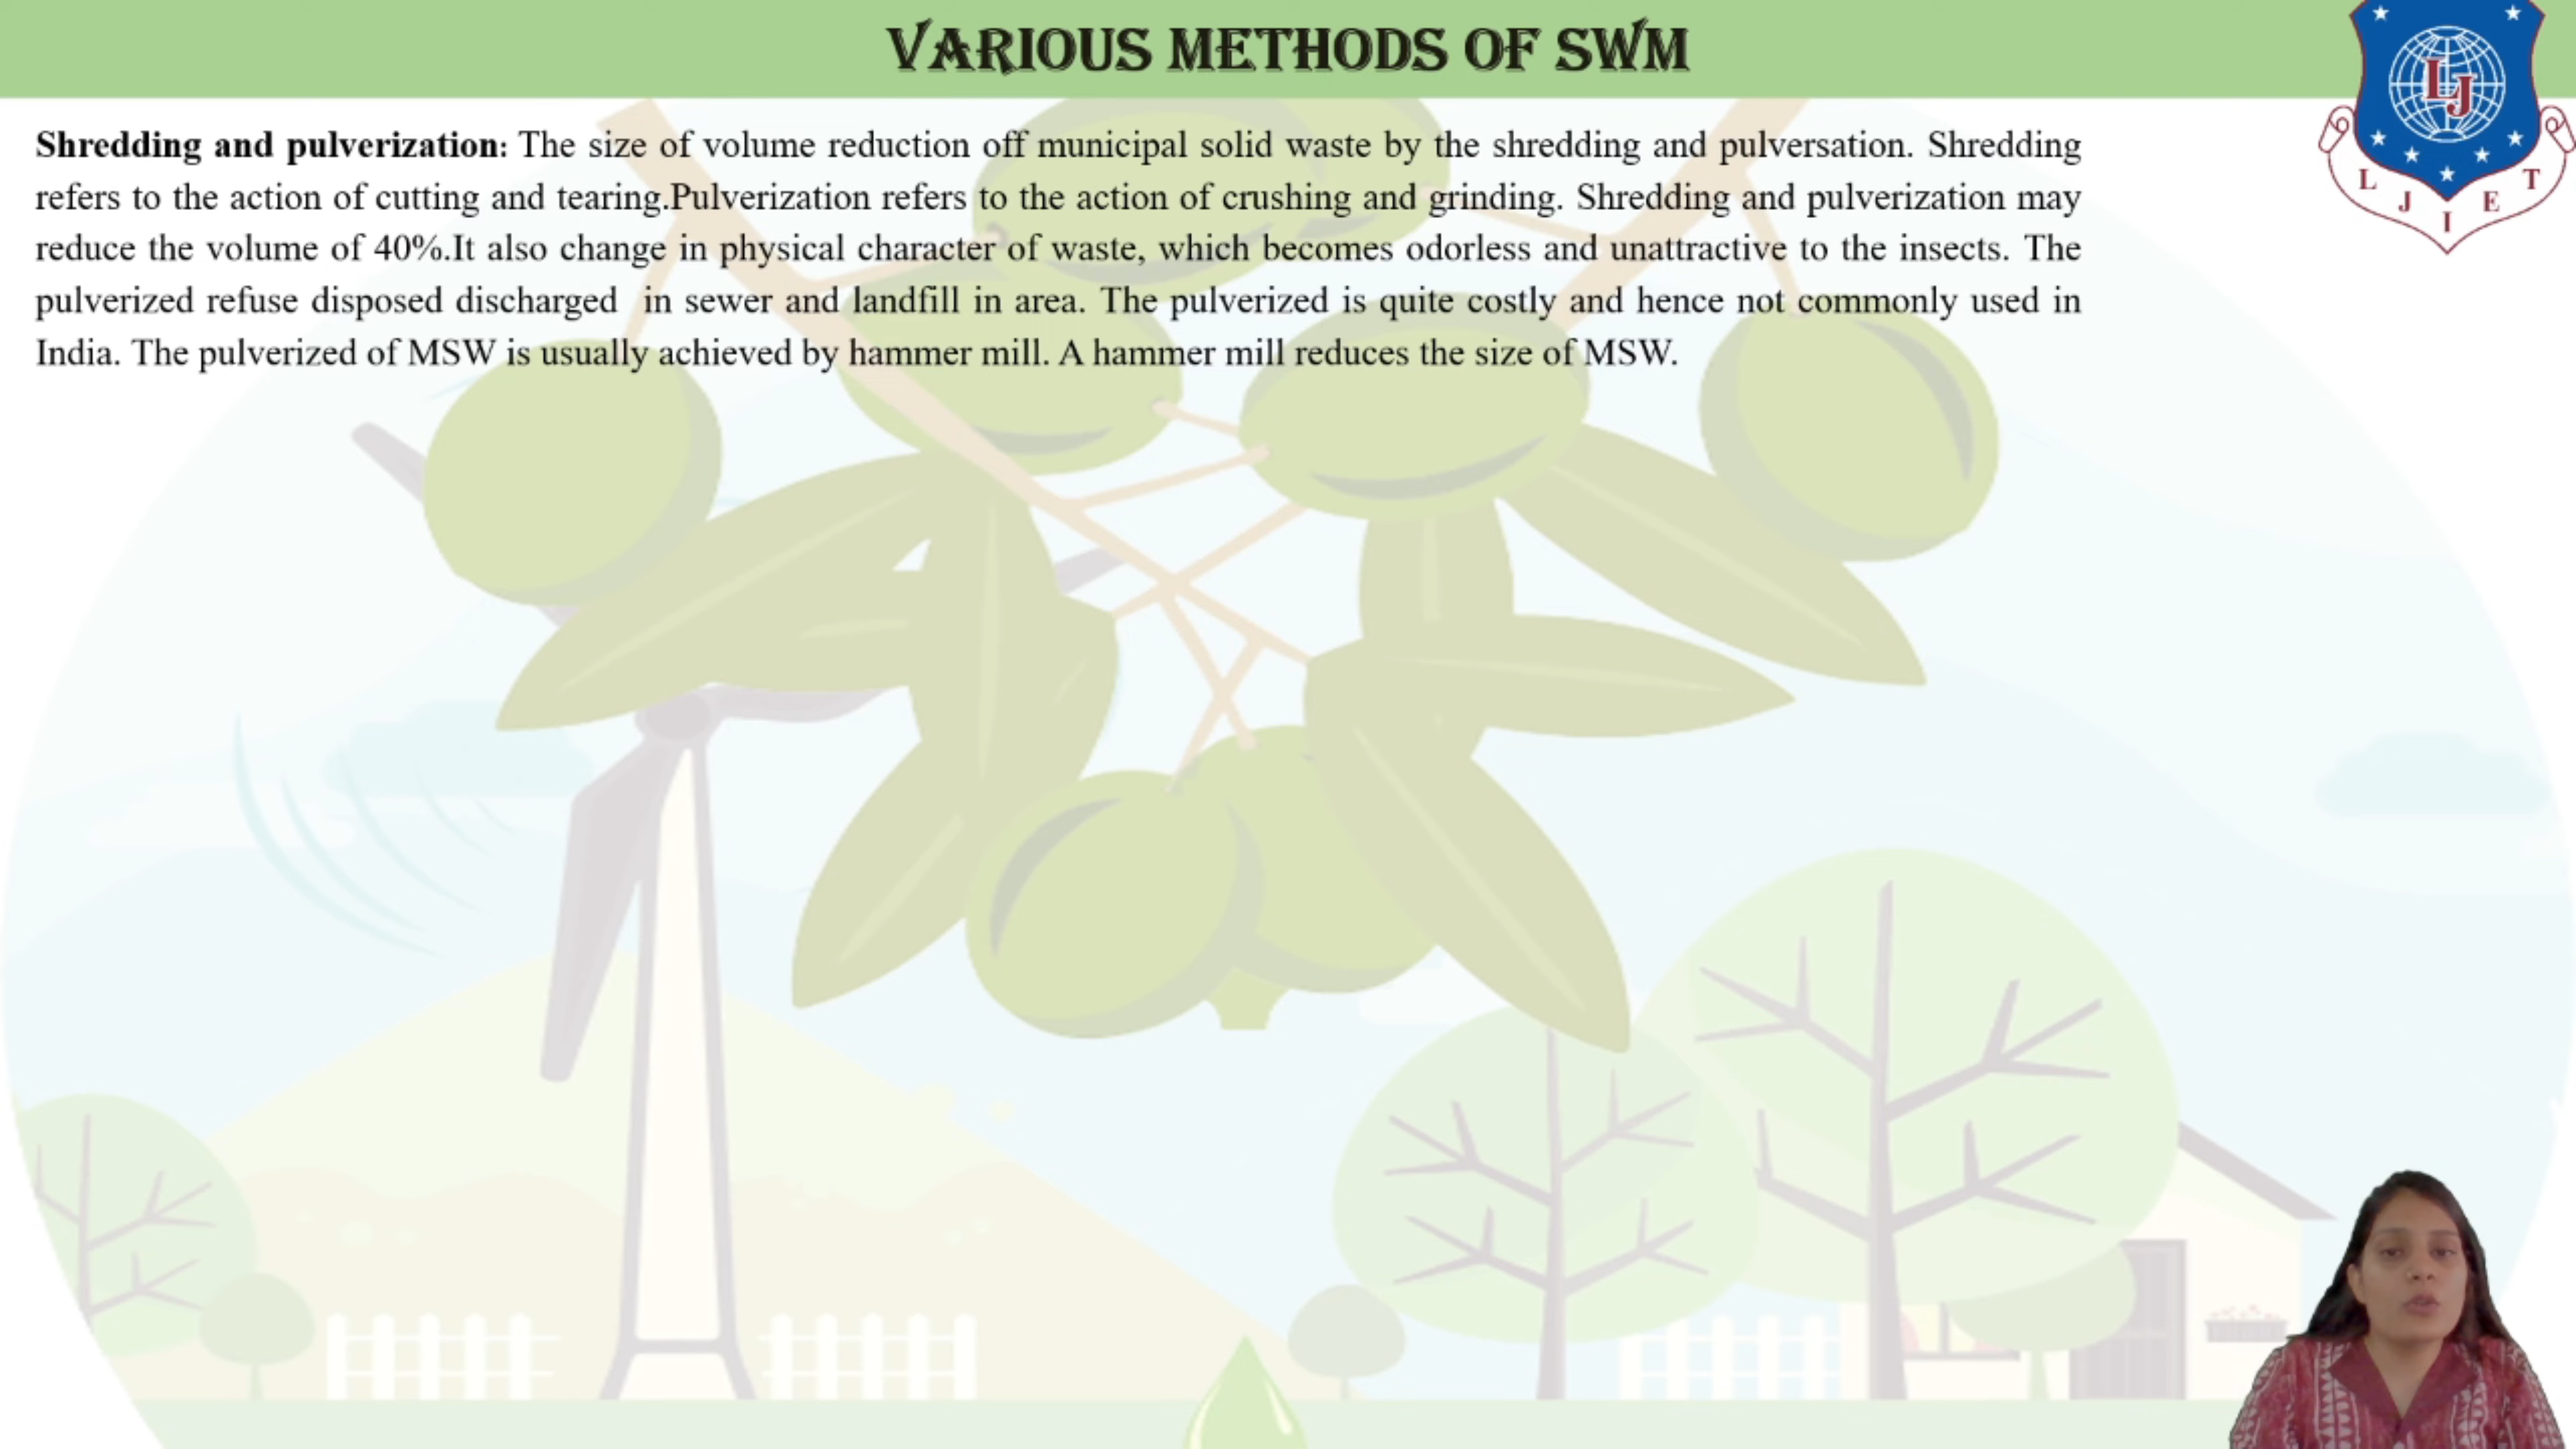 VARIOUS METHODS OF SWM
Shredding and pulverization: The size of volume reduction off municipal solid waste by the shredding and pulversation. Shredding
refers to the action of cutting and tearing.Pulverization refers to the action of crushing and grinding. Shredding and pulverization may
reduce the volume of 40%.It also change in physical character of waste, which becomes odorless and unattractive to the insects. The
pulverized refuse disposed discharged in sewer and landfill in area. The pulverized is quite costly and hence not commonly used in
India. The pulverized of MSW is usually achieved by hammer mill. A hammer mill reduces the size of MSW.
LJ
L J I E T